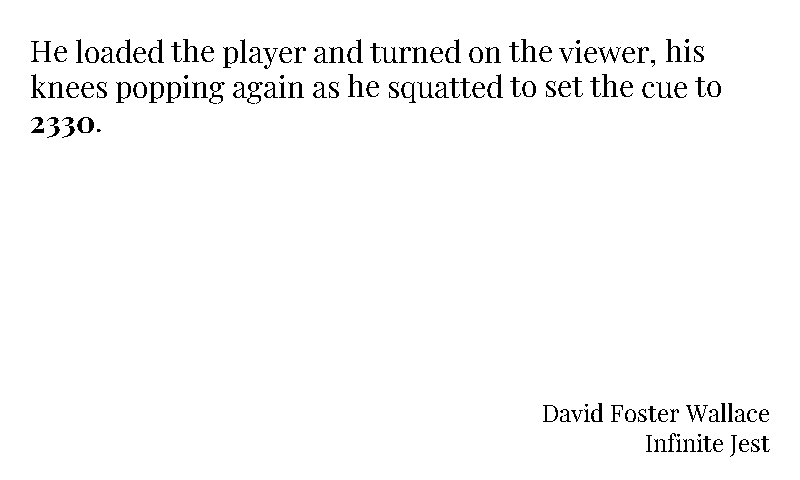 He loaded the player and turned on the viewer, his
knees popping again as he squatted to set the cue to
2330.
David Foster Wallace
Infinite Jest